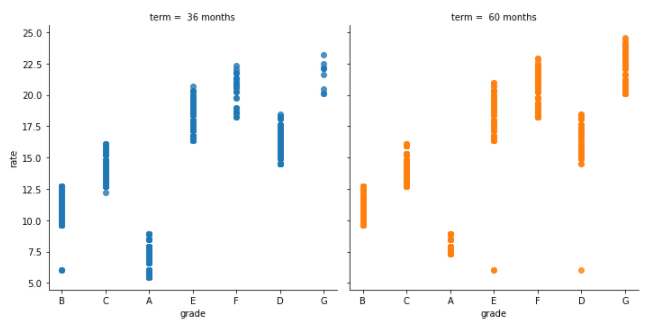 term = 36 months
term = 60 months
25.0
22.5
20.0
17.5
15.0
12.5
10.0
7.5
5.0
rate
B C A E F D G
B C A E F D G
grade
grade